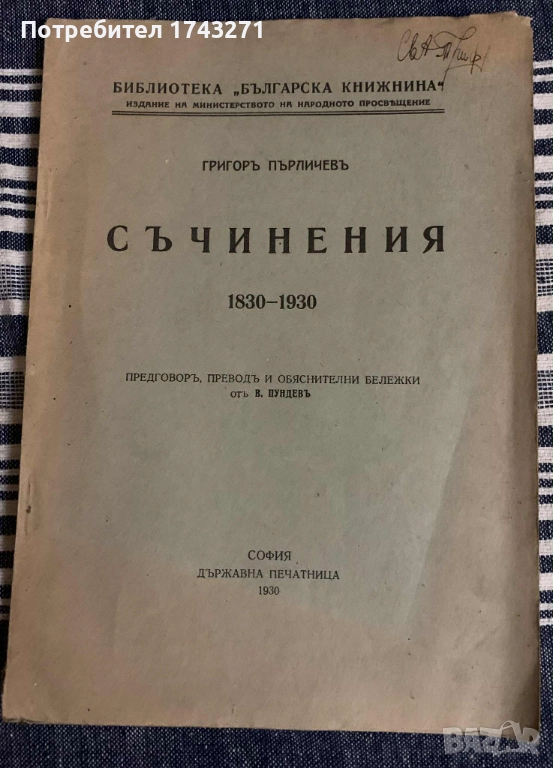 Потребител 1743271
БИБЛИОТЕКА „БЪЛГАРСКА КНИЖНИНА“
ИЗДАНИЕ НА МИНИСТЕРСТВОТО НА НАРОДНОТО ПРОСВѢЩЕНИЕ
ГРИГОРЪ ПЪРЛИЧЕВЪ
СЪЧИНЕНИЯ
1830–1930
ПРЕДГОВОРЪ, ПРЕВОДЪ И ОБЯСНИТЕЛНИ БЕЛЕЖКИ
отъ В. ПУНДЕВЪ
СОФИЯ
ДЪРЖАВНА ПЕЧАТНИЦА
1930
BAZAR